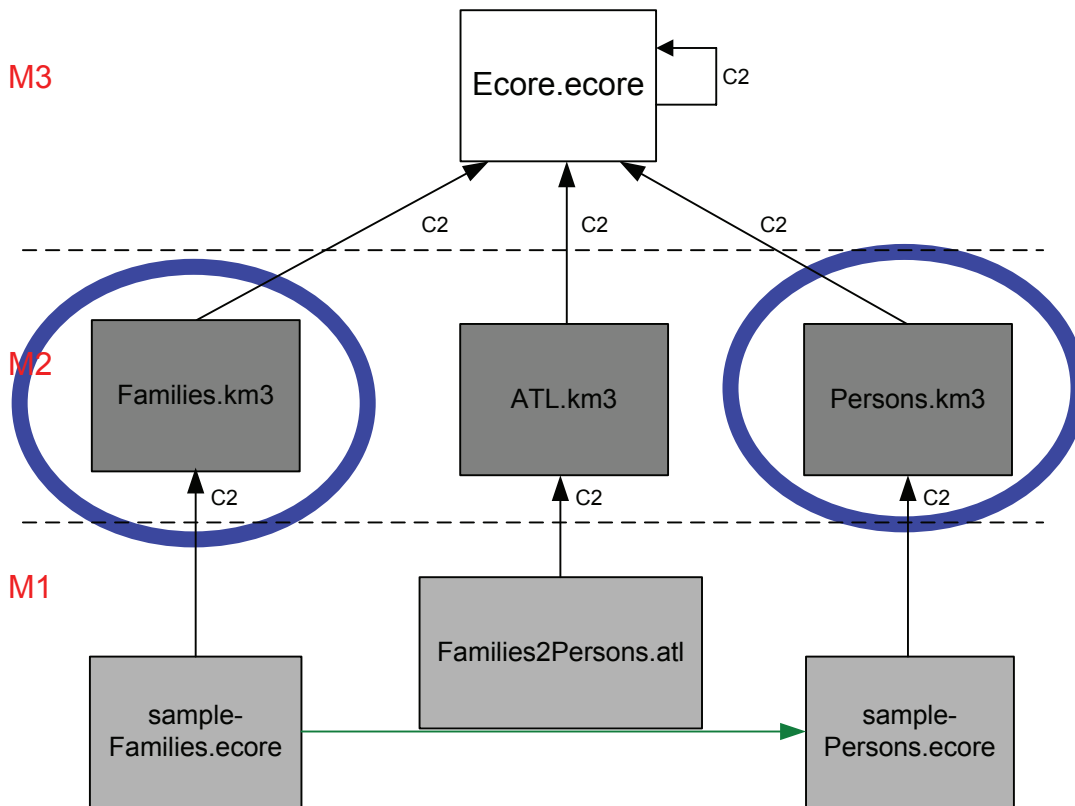 M3
Ecore.ecore
C2
C2
C2
C2
M2
Families.km3
ATL.km3
Persons.km3
C2
C2
C2
M1
Families2Persons.atl
sample-
Families.ecore
sample-
Persons.ecore